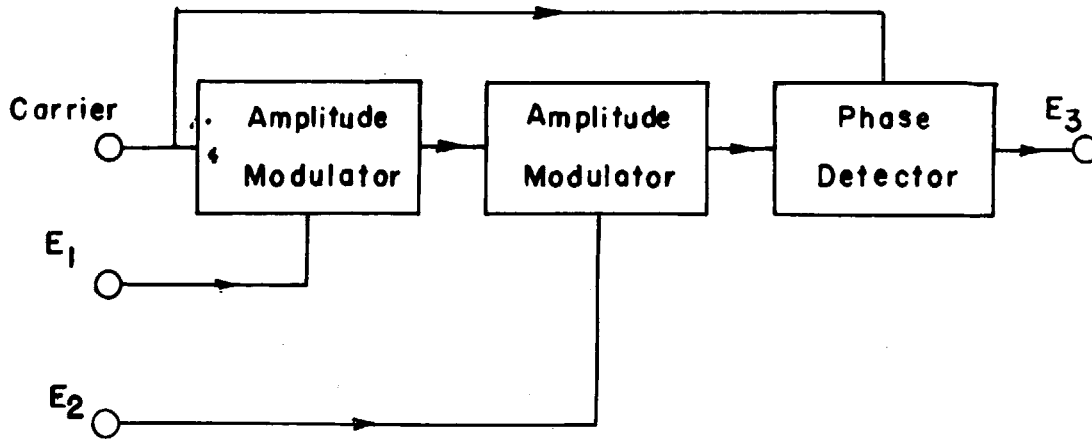 Carrier
Amplitude
Modulator
Amplitude
Modulator
Phase
Detector
E3
E1
E2